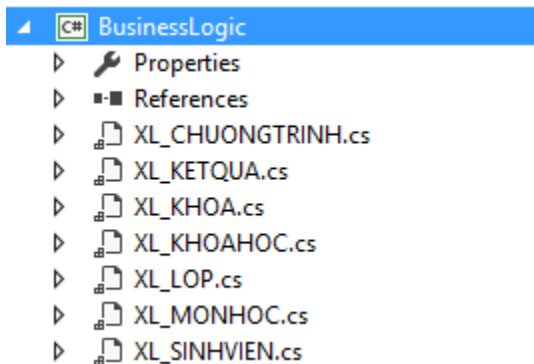 C# BusinessLogic
Properties
References
XL_CHUONGTRINH.cs
XL_KETQUA.cs
XL_KHOA.cs
XL_KHOAHOC.cs
XL_LOP.cs
XL_MONHOC.cs
XL_SINHVIEN.cs